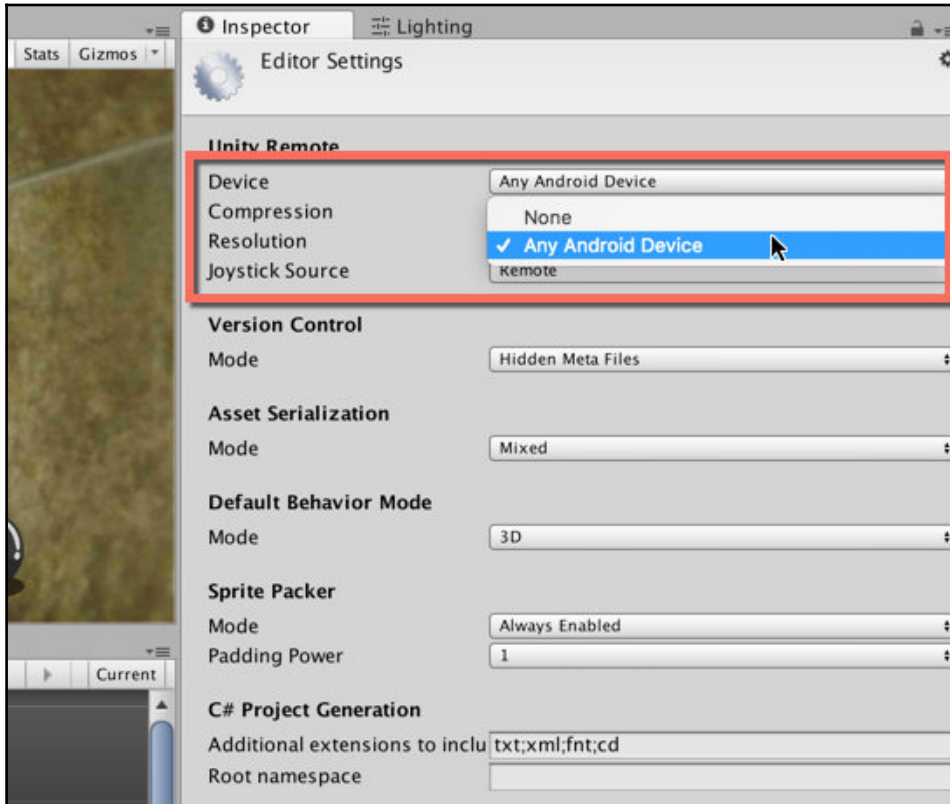 Inspector
Lighting
Stats Gizmos
Editor Settings
Unity Remote
Device Any Android Device
Compression
None
Resolution ✓ Any Android Device
Joystick Source Remote
Version Control
Mode Hidden Meta Files
Asset Serialization
Mode Mixed
Default Behavior Mode
Mode 3D
Sprite Packer
Mode Always Enabled
Padding Power 1
Current
C# Project Generation
Additional extensions to inclu txt;xml;fnt;cd
Root namespace